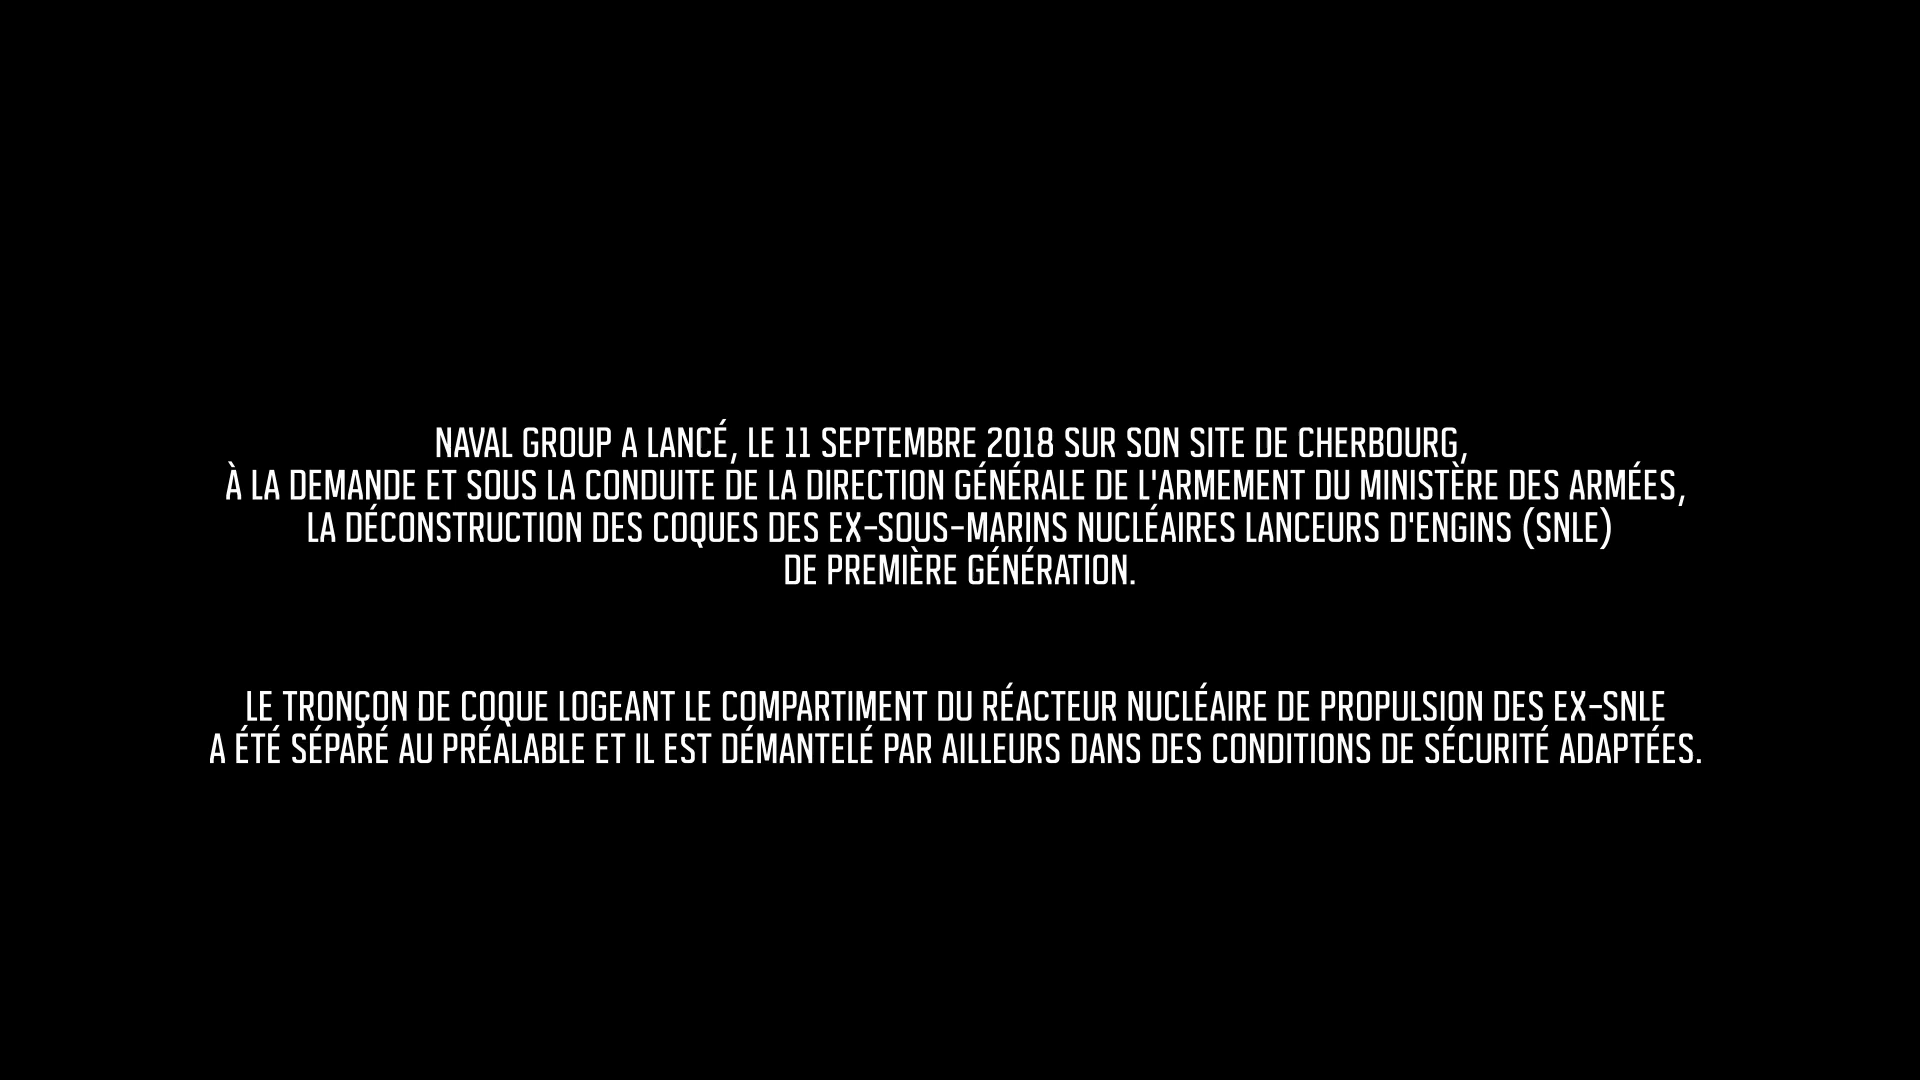 NAVAL GROUP A LANCÉ, LE 11 SEPTEMBRE 2018 SUR SON SITE DE CHERBOURG,
À LA DEMANDE ET SOUS LA CONDUITE DE LA DIRECTION GÉNÉRALE DE L'ARMEMENT DU MINISTÈRE DES ARMÉES,
LA DÉCONSTRUCTION DES COQUES DES EX-SOUS-MARINS NUCLÉAIRES LANCEURS D'ENGINS (SNLE)
DE PREMIÈRE GÉNÉRATION.
LE TRONÇON DE COQUE LOGEANT LE COMPARTIMENT DU RÉACTEUR NUCLÉAIRE DE PROPULSION DES EX-SNLE
A ÉTÉ SÉPARÉ AU PRÉALABLE ET IL EST DÉMANTELÉ PAR AILLEURS DANS DES CONDITIONS DE SÉCURITÉ ADAPTÉES.